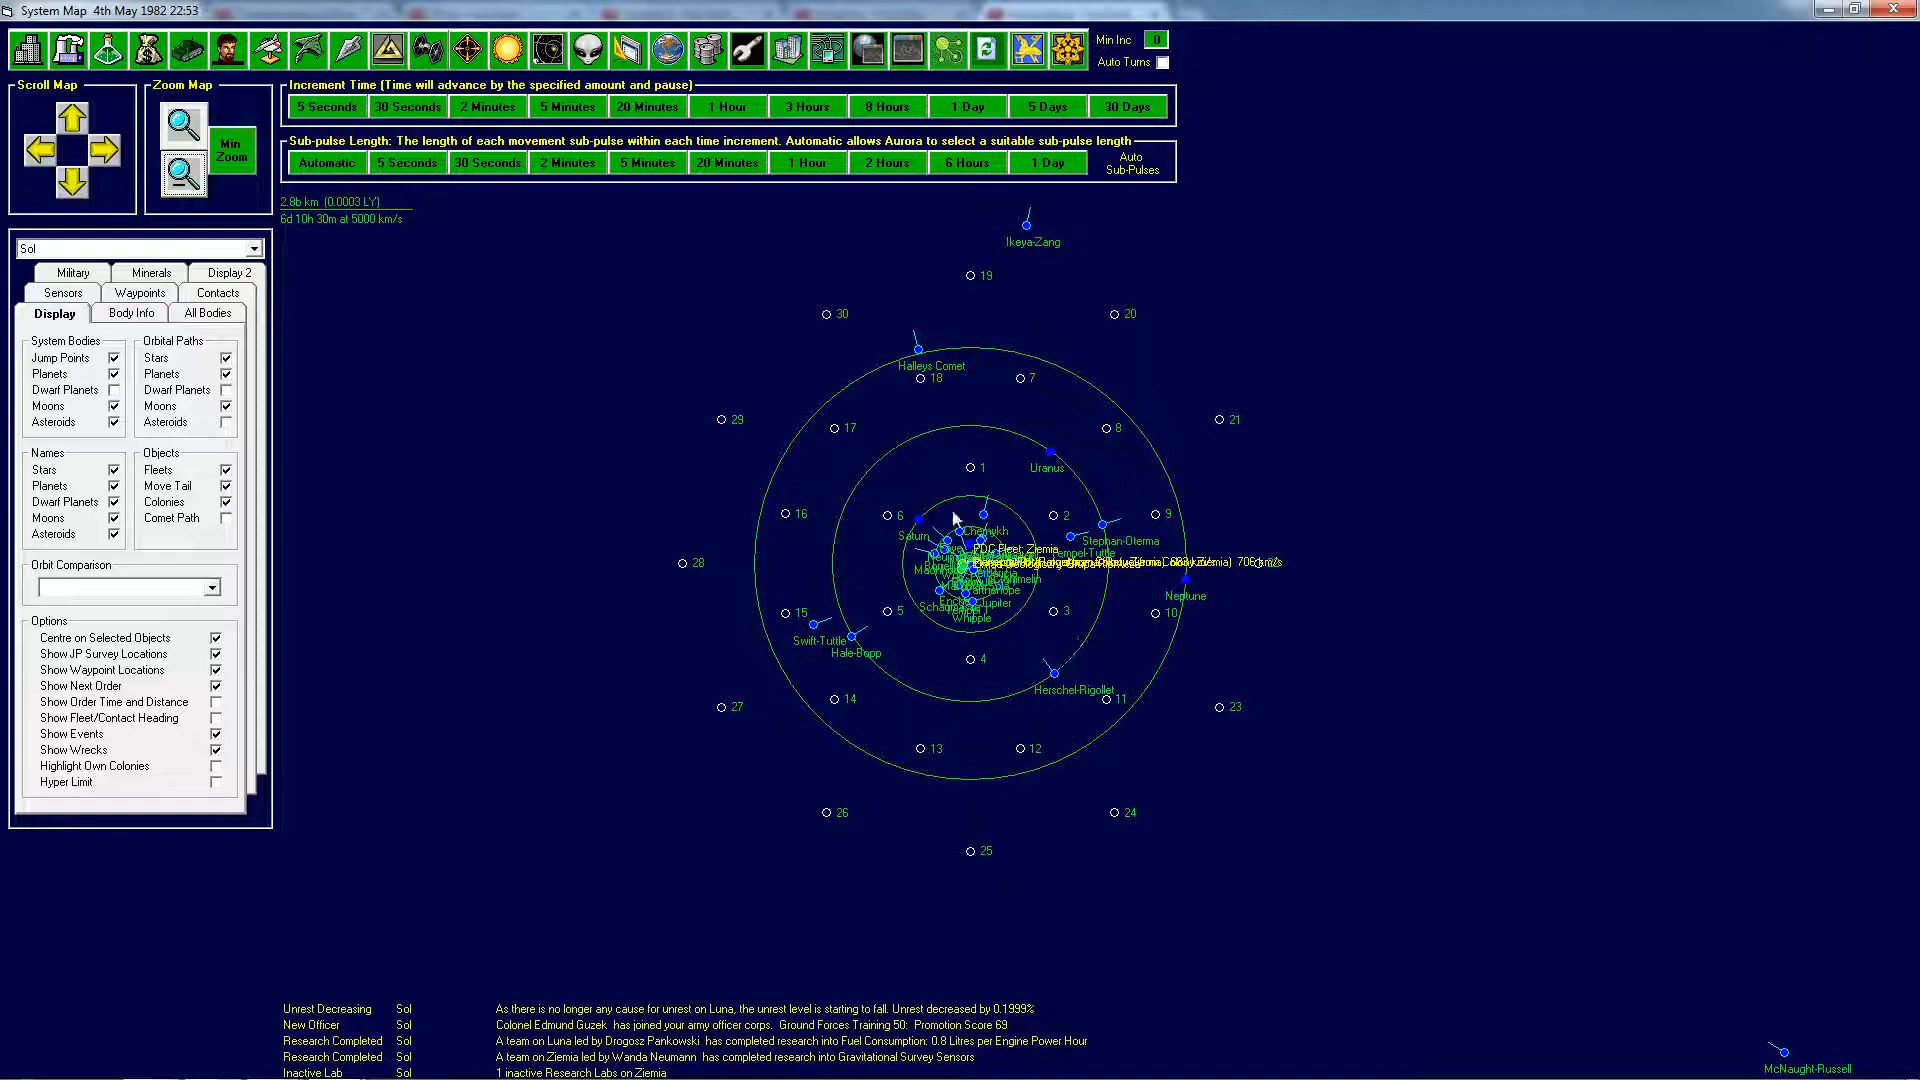 System Map  4th May 1982 22:53
Min Inc 0
Auto Turns
Scroll Map
Zoom Map
Min Zoom
Increment Time (Time will advance by the specified amount and pause)
5 Seconds 30 Seconds 2 Minutes 5 Minutes 20 Minutes 1 Hour 3 Hours 8 Hours 1 Day 5 Days 30 Days
Sub-pulse Length: The length of each movement sub-pulse within each time increment. Automatic allows Aurora to select a suitable sub-pulse length
Automatic 5 Seconds 30 Seconds 2 Minutes 5 Minutes 20 Minutes 1 Hour 2 Hours 6 Hours 1 Day
Auto
Sub-Pulses
2.8b km (0.0003 LY)
6d 10h 30m at 5000 km/s
Sol
Military Minerals Display 2
Sensors Waypoints Contacts
Display Body Info All Bodies
System Bodies
Jump Points
Planets
Dwarf Planets
Moons
Asteroids
Orbital Paths
Stars
Planets
Dwarf Planets
Moons
Asteroids
Names
Stars
Planets
Dwarf Planets
Moons
Asteroids
Objects
Fleets
Move Tail
Colonies
Comet Path
Orbit Comparison
Options
Centre on Selected Objects
Show JP Survey Locations
Show Waypoint Locations
Show Next Order
Show Order Time and Distance
Show Fleet/Contact Heading
Show Events
Show Wrecks
Highlight Own Colonies
Hyper Limit
Ikeya-Zang
19
30
20
Halleys Comet
18
7
29
21
17
8
1
Uranus
16
6
2
9
Saturn
Chernykh
Stephan-Oterma
PDC Fleet Ziemia
28
706 km/s
Neptune
Jupiter
Whipple
15
5
3
10
Swift-Tuttle
Hale-Bopp
4
Herschel-Rigollet
14
11
27
23
13
12
26
24
25
McNaught-Russell
Unrest Decreasing Sol As there is no longer any cause for unrest on Luna, the unrest level is starting to fall. Unrest decreased by 0.1999%
New Officer Sol Colonel Edmund Guzek  has joined your army officer corps.  Ground Forces Training 50:  Promotion Score 69
Research Completed Sol A team on Luna led by Drogosz Pankowski  has completed research into Fuel Consumption: 0.8 Litres per Engine Power Hour
Research Completed Sol A team on Ziemia led by Wanda Neumann  has completed research into Gravitational Survey Sensors
Inactive Lab Sol 1 inactive Research Labs on Ziemia